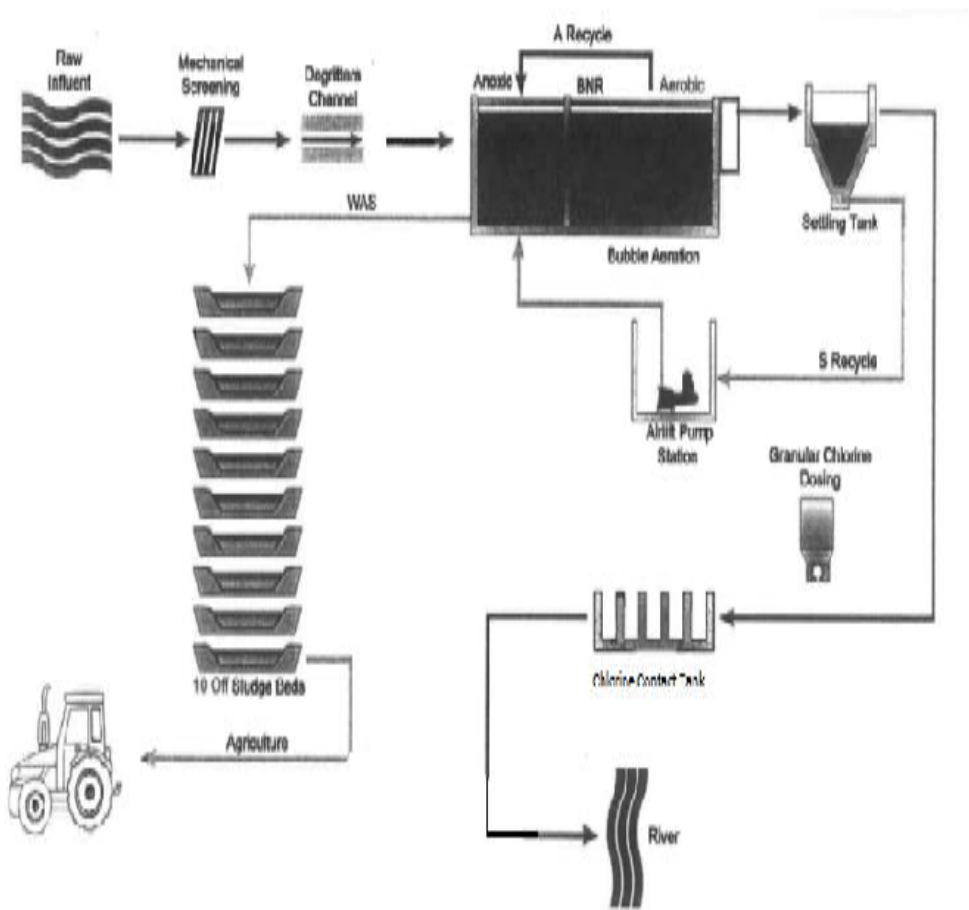 Raw
Influent
Mechanical
Screening
Degritters
Channel
A Recycle
Anoxic
BNR
Aerobic
WAS
Bubble Aeration
Settling Tank
S Recycle
Airlift Pump
Station
Granular Chlorine
Dosing
Chlorine Contact Tank
10 Off Sludge Beds
Agriculture
River